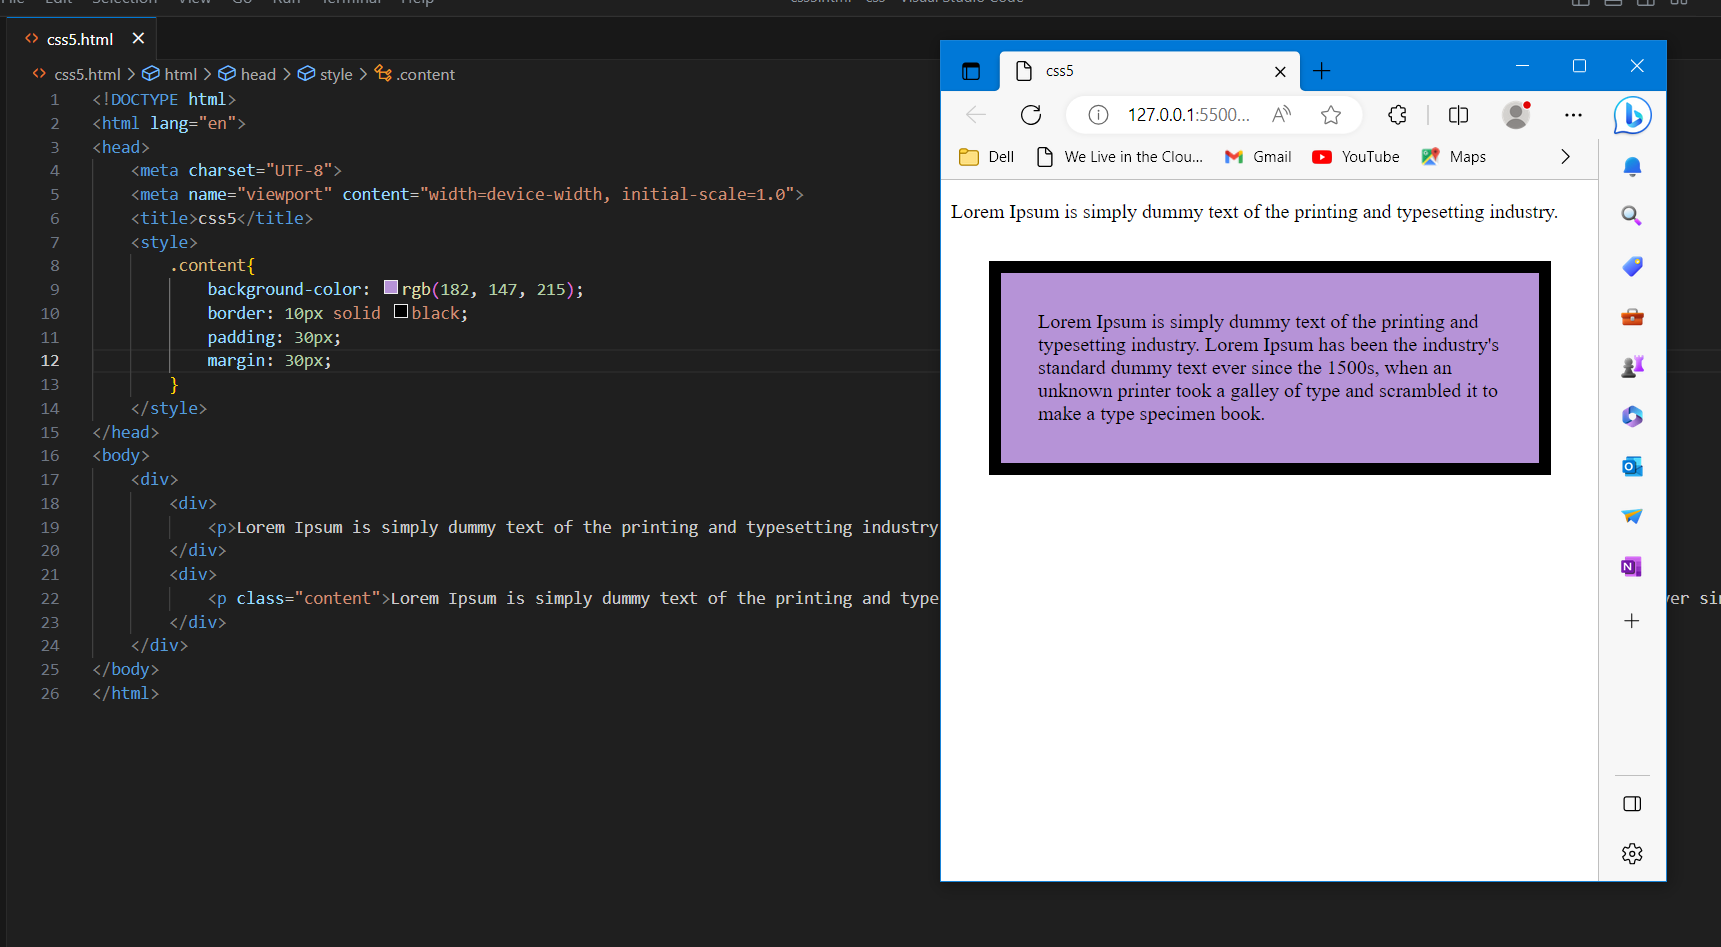 File Edit Selection View Go Run Terminal Help
css5.html - css - Visual Studio Code
css5.html
css5.html > html > head > style > .content
1 <!DOCTYPE html>
2 <html lang="en">
3 <head>
4 <meta charset="UTF-8">
5 <meta name="viewport" content="width=device-width, initial-scale=1.0">
6 <title>css5</title>
7 <style>
8 .content{
9 background-color: rgb(182, 147, 215);
10 border: 10px solid black;
11 padding: 30px;
12 margin: 30px;
13 }
14 </style>
15 </head>
16 <body>
17 <div>
18 <div>
19 <p>Lorem Ipsum is simply dummy text of the printing and typesetting industry
20 </div>
21 <div>
22 <p class="content">Lorem Ipsum is simply dummy text of the printing and type
ver sin
23 </div>
24 </div>
25 </body>
26 </html>
css5
127.0.0.1:5500...
Dell
We Live in the Clou...
Gmail
YouTube
Maps
Lorem Ipsum is simply dummy text of the printing and typesetting industry.
Lorem Ipsum is simply dummy text of the printing and
typesetting industry. Lorem Ipsum has been the industry's
standard dummy text ever since the 1500s, when an
unknown printer took a galley of type and scrambled it to
make a type specimen book.